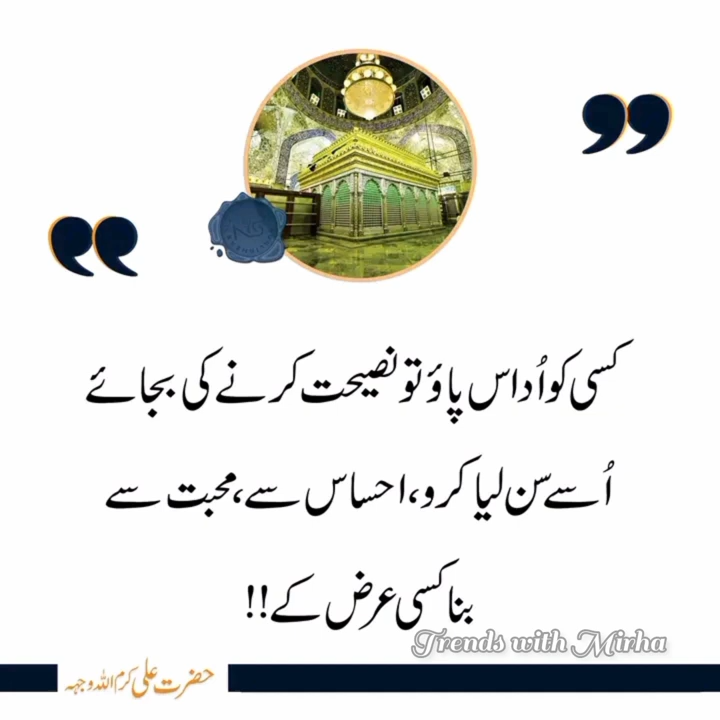 کسی کو اُداس پاؤ تو نصیحت کرنے کی بجائے
اُسے سن لیا کرو، احساس سے، محبت سے
بنا کسی عرض کے!!
Trends with Mirha
حضرت علی کرم اللہ وجہہ